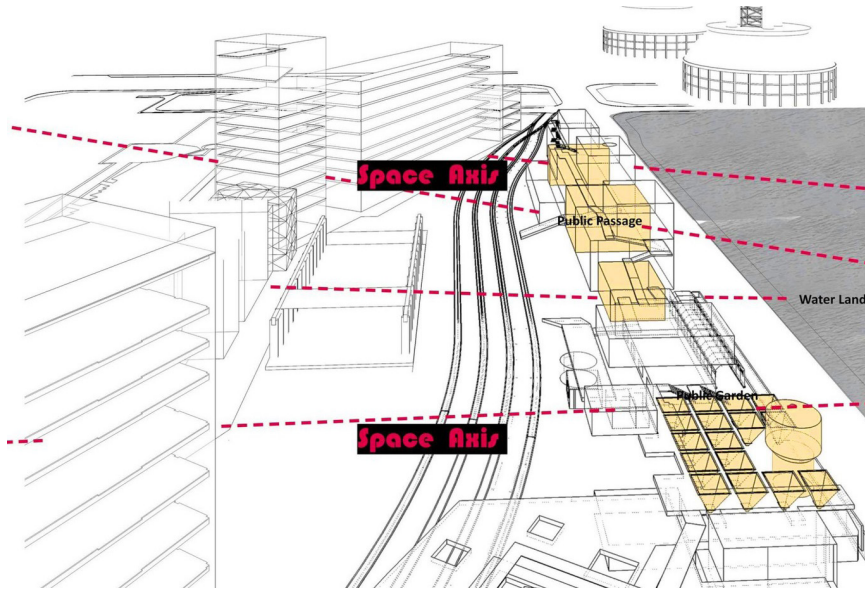 Space Axis
Public Passage
Water Land
Public Garden
Space Axis